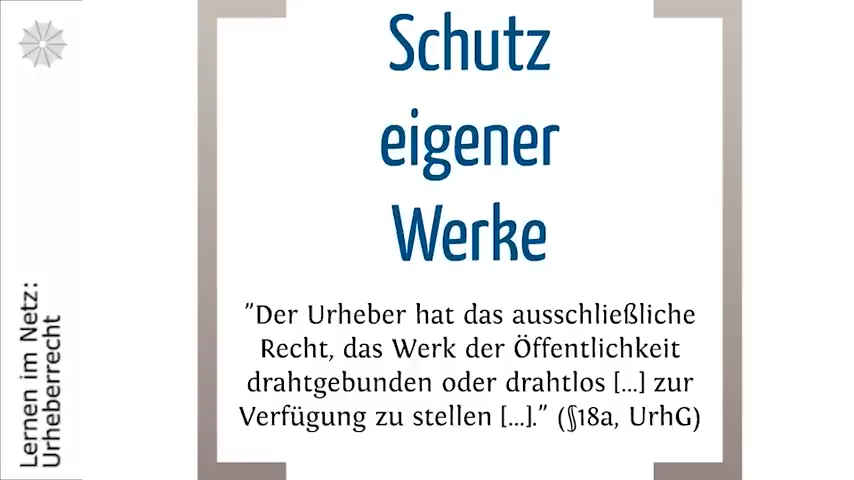 Schutz
eigener
Werke
"Der Urheber hat das ausschließliche
Recht, das Werk der Öffentlichkeit
drahtgebunden oder drahtlos [...] zur
Verfügung zu stellen [...]." (§18a, UrhG)
Lernen im Netz:
Urheberrecht